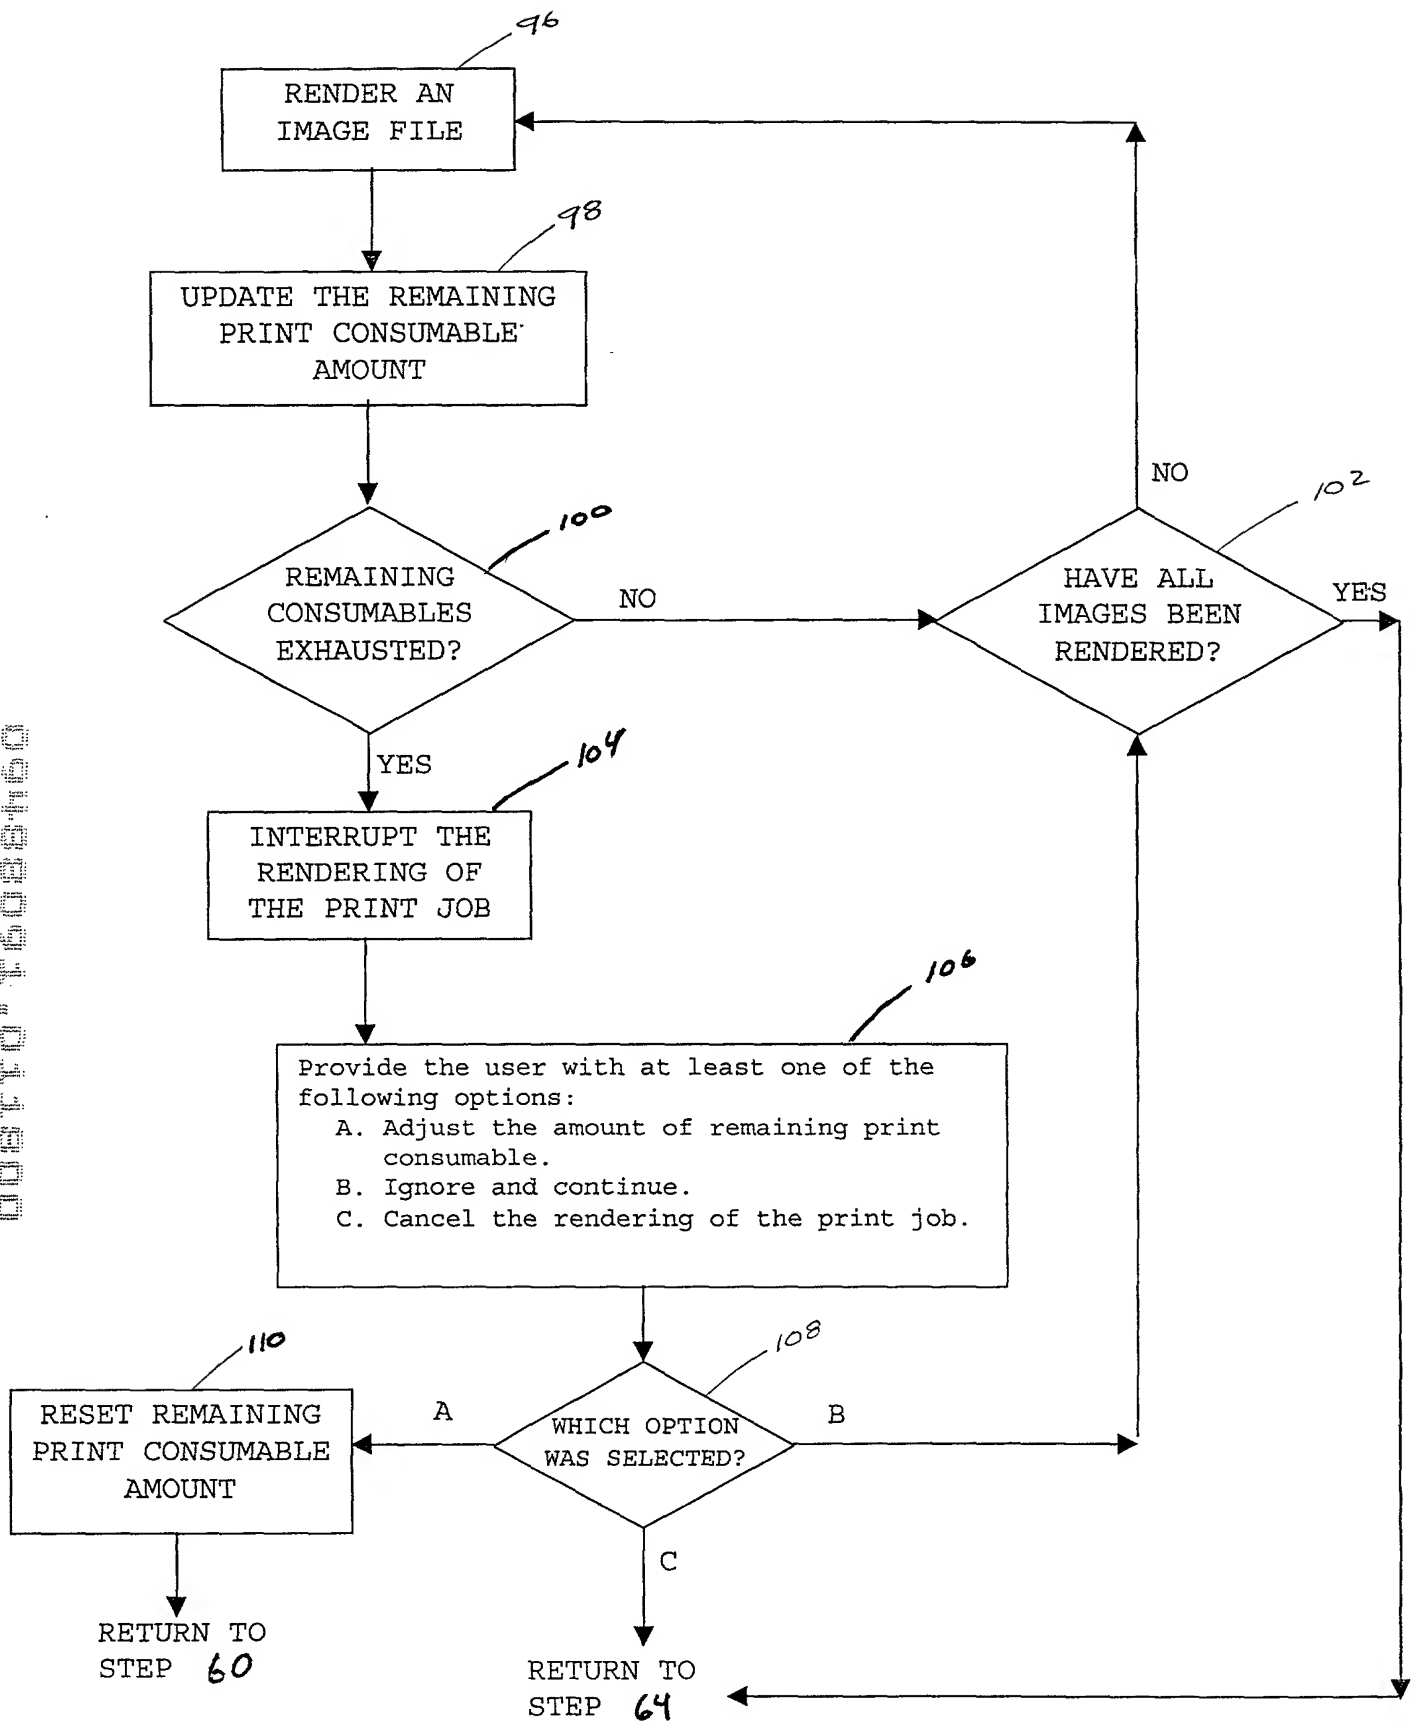 96
RENDER AN
IMAGE FILE
98
UPDATE THE REMAINING
PRINT CONSUMABLE
AMOUNT
NO
102
100
REMAINING
CONSUMABLES
EXHAUSTED?
NO
HAVE ALL
IMAGES BEEN
RENDERED?
YES
YES
104
INTERRUPT THE
RENDERING OF
THE PRINT JOB
106
Provide the user with at least one of the
following options:
A. Adjust the amount of remaining print
consumable.
B. Ignore and continue.
C. Cancel the rendering of the print job.
110
108
RESET REMAINING
PRINT CONSUMABLE
AMOUNT
A
WHICH OPTION
WAS SELECTED?
B
C
RETURN TO
STEP 60
RETURN TO
STEP 64